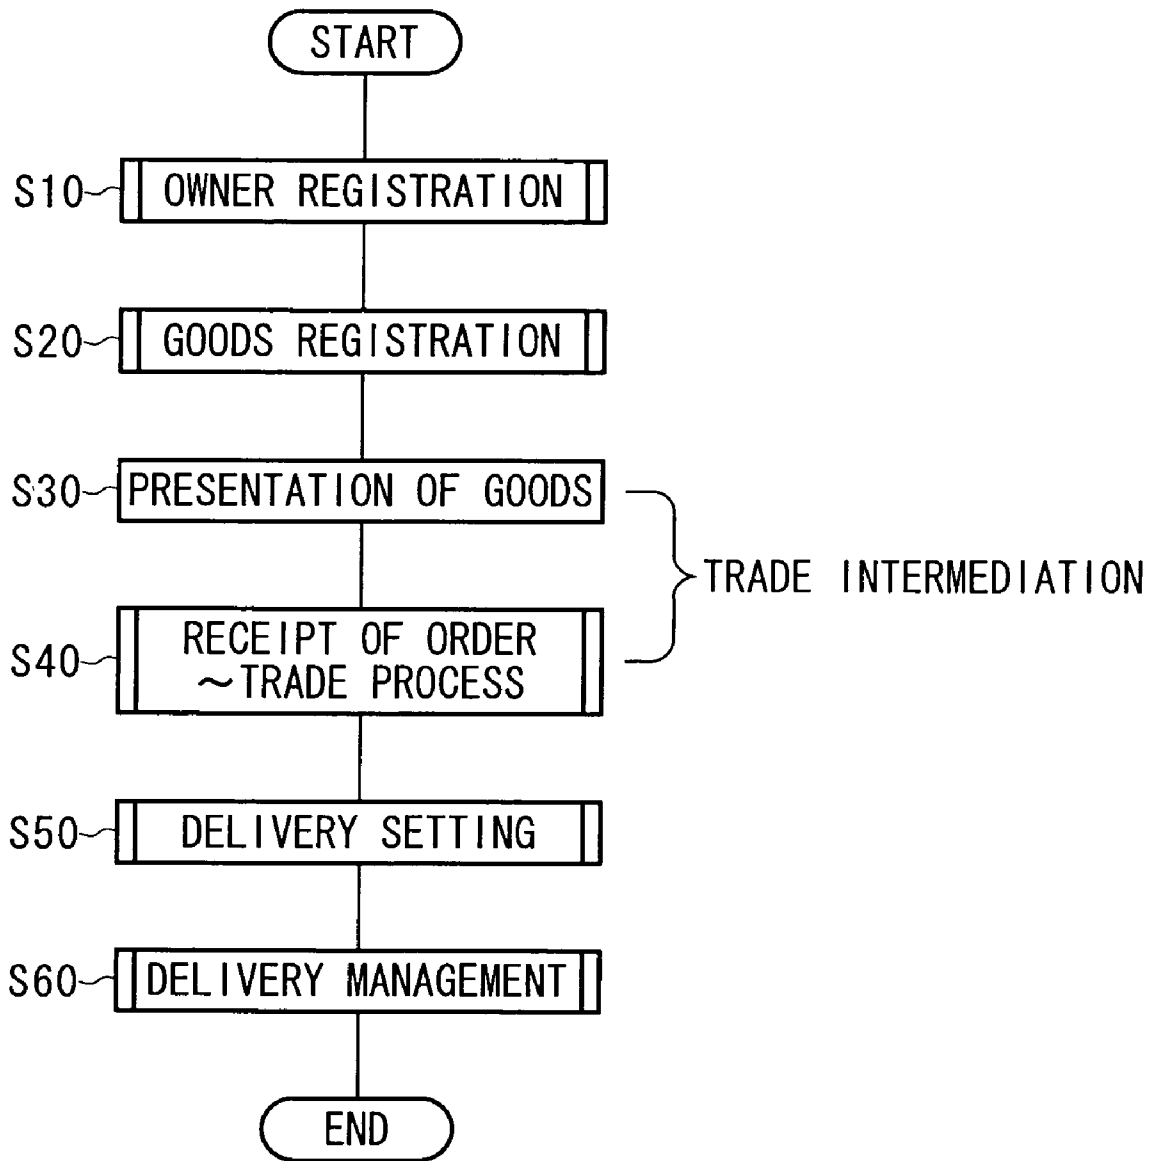 START
S10 OWNER REGISTRATION
S20 GOODS REGISTRATION
S30 PRESENTATION OF GOODS
TRADE INTERMEDIATION
S40 RECEIPT OF ORDER
~TRADE PROCESS
S50 DELIVERY SETTING
S60 DELIVERY MANAGEMENT
END